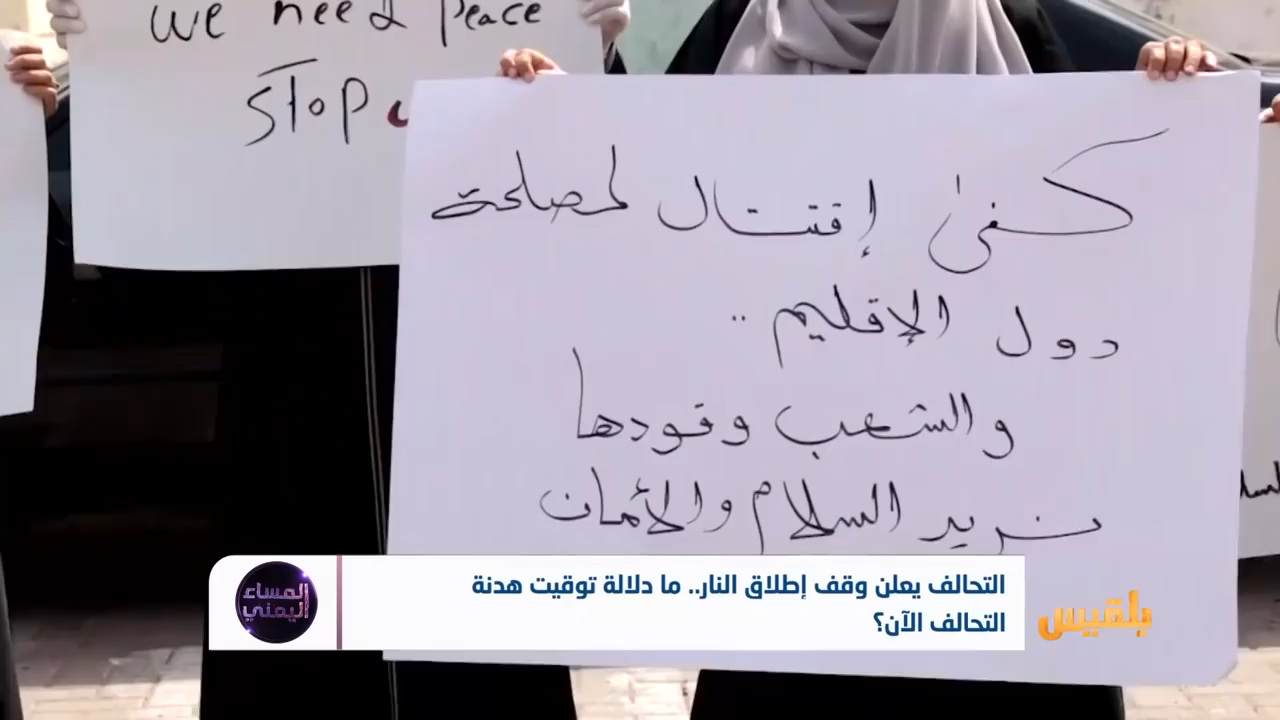 we need Peace
STOP
كفى إقتتال لمصلحة
دول الإقليم ..
والشعب وقودها
نريد السلام والأمان
التحالف يعلن وقف إطلاق النار.. ما دلالة توقيت هدنة
التحالف الآن؟
المساء
اليمني
بلقيس